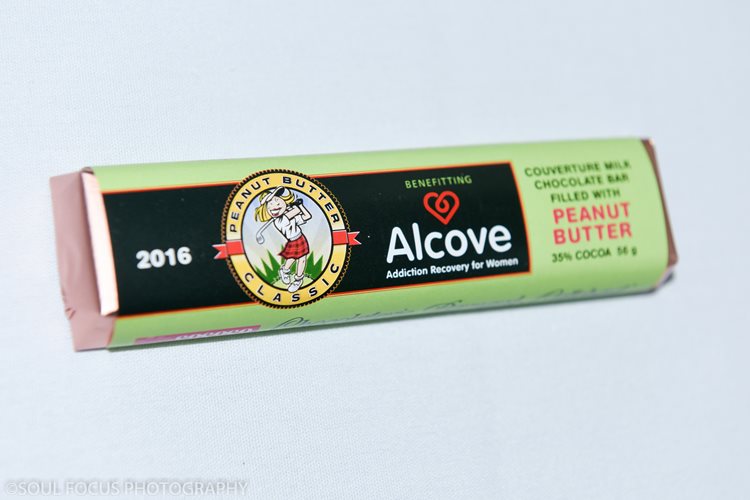 2016
PEANUT BUTTER
CLASSIC
BENEFITTING
Alcove
Addiction Recovery for Women
COUVERTURE MILK
CHOCOLATE BAR
FILLED WITH
PEANUT
BUTTER
35% COCOA 56 g
©SOUL FOCUS PHOTOGRAPHY